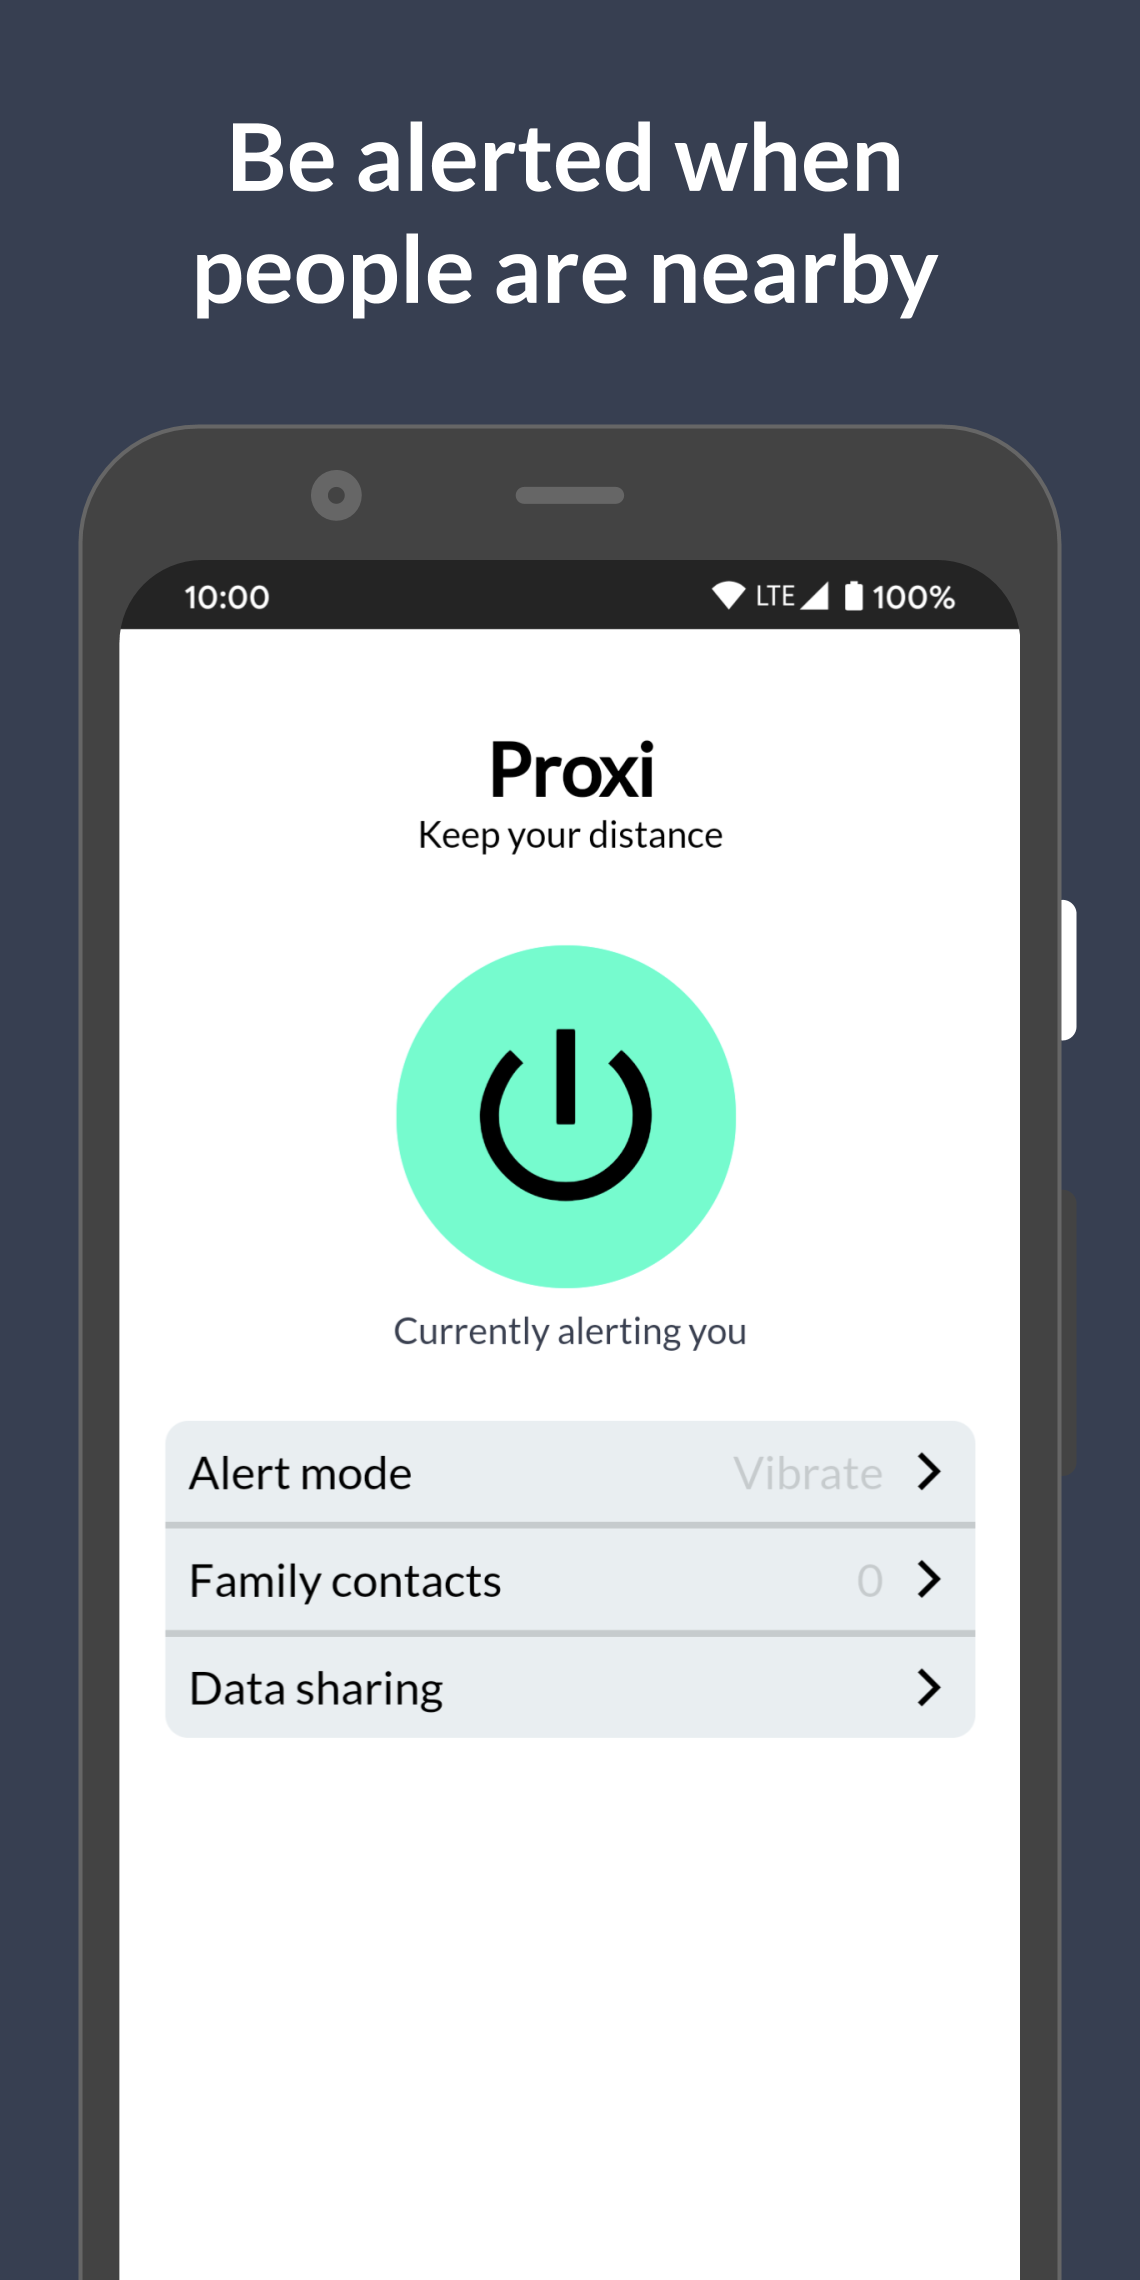 Be alerted when
people are nearby
10:00 LTE 100%
Proxi
Keep your distance
Currently alerting you
Alert mode Vibrate
Family contacts 0
Data sharing